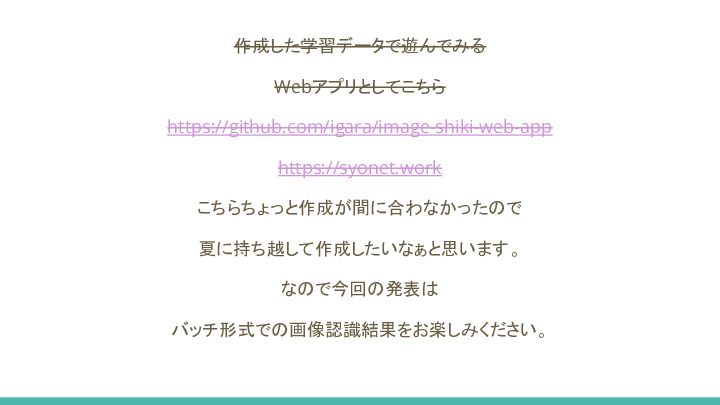 作成した学習データで遊んでみる
Webアプリとしてこちら
https://github.com/igara/image-shiki-web-app
https://syonet.work
こちらちょっと作成が間に合わなかったので
夏に持ち越して作成したいなぁと思います。
なので今回の発表は
バッチ形式での画像認識結果をお楽しみください。